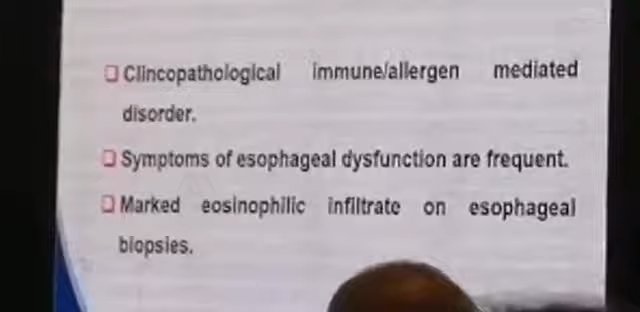 ❑ Clincopathological immune/allergen mediated
disorder.
❑ Symptoms of esophageal dysfunction are frequent.
❑ Marked eosinophilic infiltrate on esophageal
biopsies.